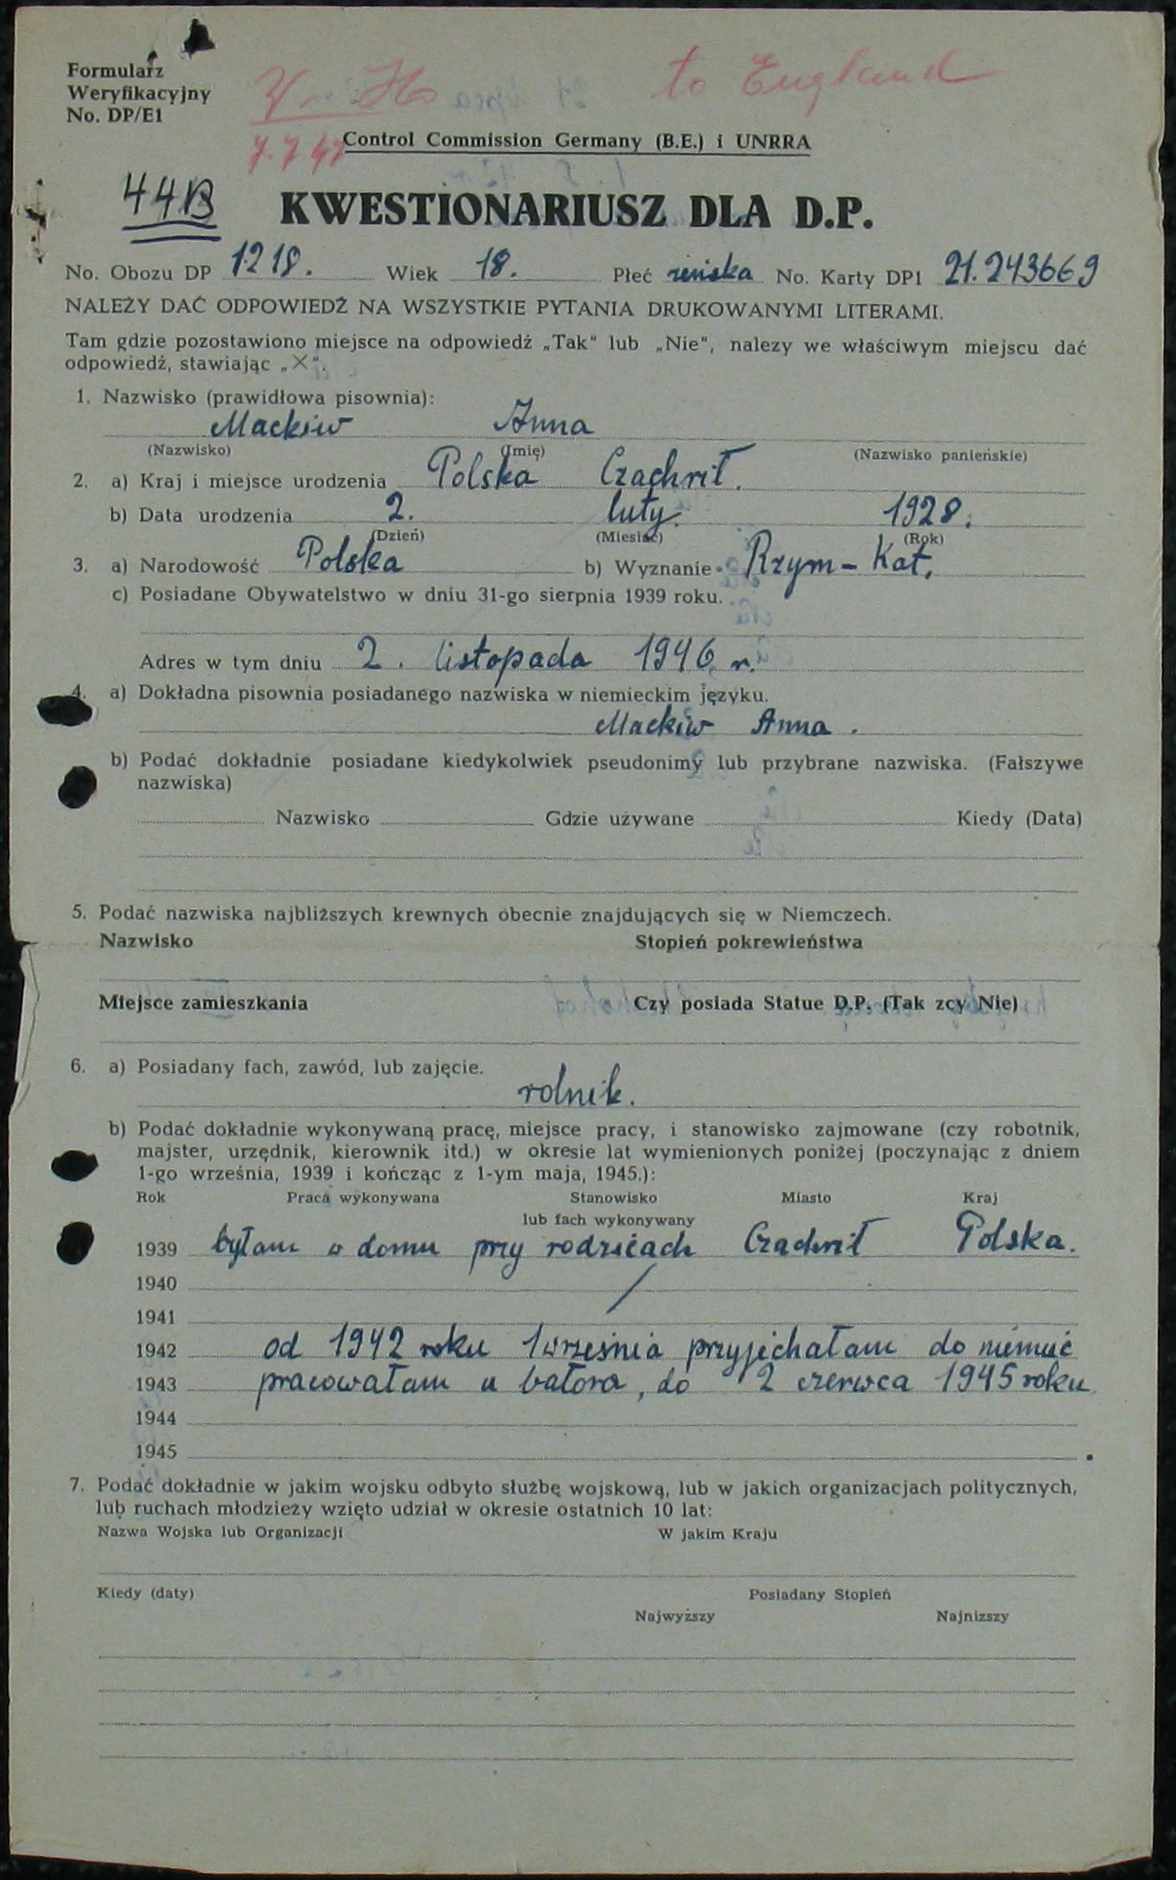 Formularz
Weryfikacyjny
No. DP/E1
to England
7.7.47
Control Commission Germany (B.E.) i UNRRA
44B
KWESTIONARIUSZ DLA D.P.
No. Obozu DP 1218. Wiek 18. Płeć żeńska No. Karty DP1 21.243669
NALEŻY DAĆ ODPOWIEDŹ NA WSZYSTKIE PYTANIA DRUKOWANYMI LITERAMI.
Tam gdzie pozostawiono miejsce na odpowiedź „Tak" lub „Nie", nalezy we właściwym miejscu dać
odpowiedź, stawiając „×".
1. Nazwisko (prawidłowa pisownia):
Mackiw Anna
(Nazwisko) (Imię) (Nazwisko panieńskie)
2. a) Kraj i miejsce urodzenia Polska Czachrił.
b) Data urodzenia 2. luty. 1928.
(Dzień) (Miesiąc) (Rok)
3. a) Narodowość Polska b) Wyznanie Rzym-Kat.
c) Posiadane Obywatelstwo w dniu 31-go sierpnia 1939 roku.
Adres w tym dniu 2. listopada 1946 r.
4. a) Dokładna pisownia posiadanego nazwiska w niemieckim języku.
Mackiw Anna.
b) Podać dokładnie posiadane kiedykolwiek pseudonimy lub przybrane nazwiska. (Fałszywe
nazwiska)
Nazwisko Gdzie używane Kiedy (Data)
5. Podać nazwiska najbliższych krewnych obecnie znajdujących się w Niemczech.
Nazwisko Stopień pokrewieństwa
Miejsce zamieszkania Czy posiada Statue D.P. (Tak zcy Nie)
6. a) Posiadany fach, zawód, lub zajęcie.
rolnik.
b) Podać dokładnie wykonywaną pracę, miejsce pracy, i stanowisko zajmowane (czy robotnik,
majster, urzędnik, kierownik itd.) w okresie lat wymienionych poniżej (poczynając z dniem
1-go września, 1939 i kończąc z 1-ym maja, 1945.):
Rok Praca wykonywana Stanowisko Miasto Kraj
lub fach wykonywany
1939 byłam w domu przy rodzicach Czachrił Polska.
1940
1941
1942 od 1942 roku 1września przyjechałam do niemiec
1943 pracowałam u bałora, do 2 czerwca 1945 roku
1944
1945
7. Podać dokładnie w jakim wojsku odbyto służbę wojskową, lub w jakich organizacjach politycznych,
lub ruchach młodzieży wzięto udział w okresie ostatnich 10 lat:
Nazwa Wojska lub Organizacji W jakim Kraju
Kiedy (daty) Posiadany Stopień
Najwyższy Najniższy